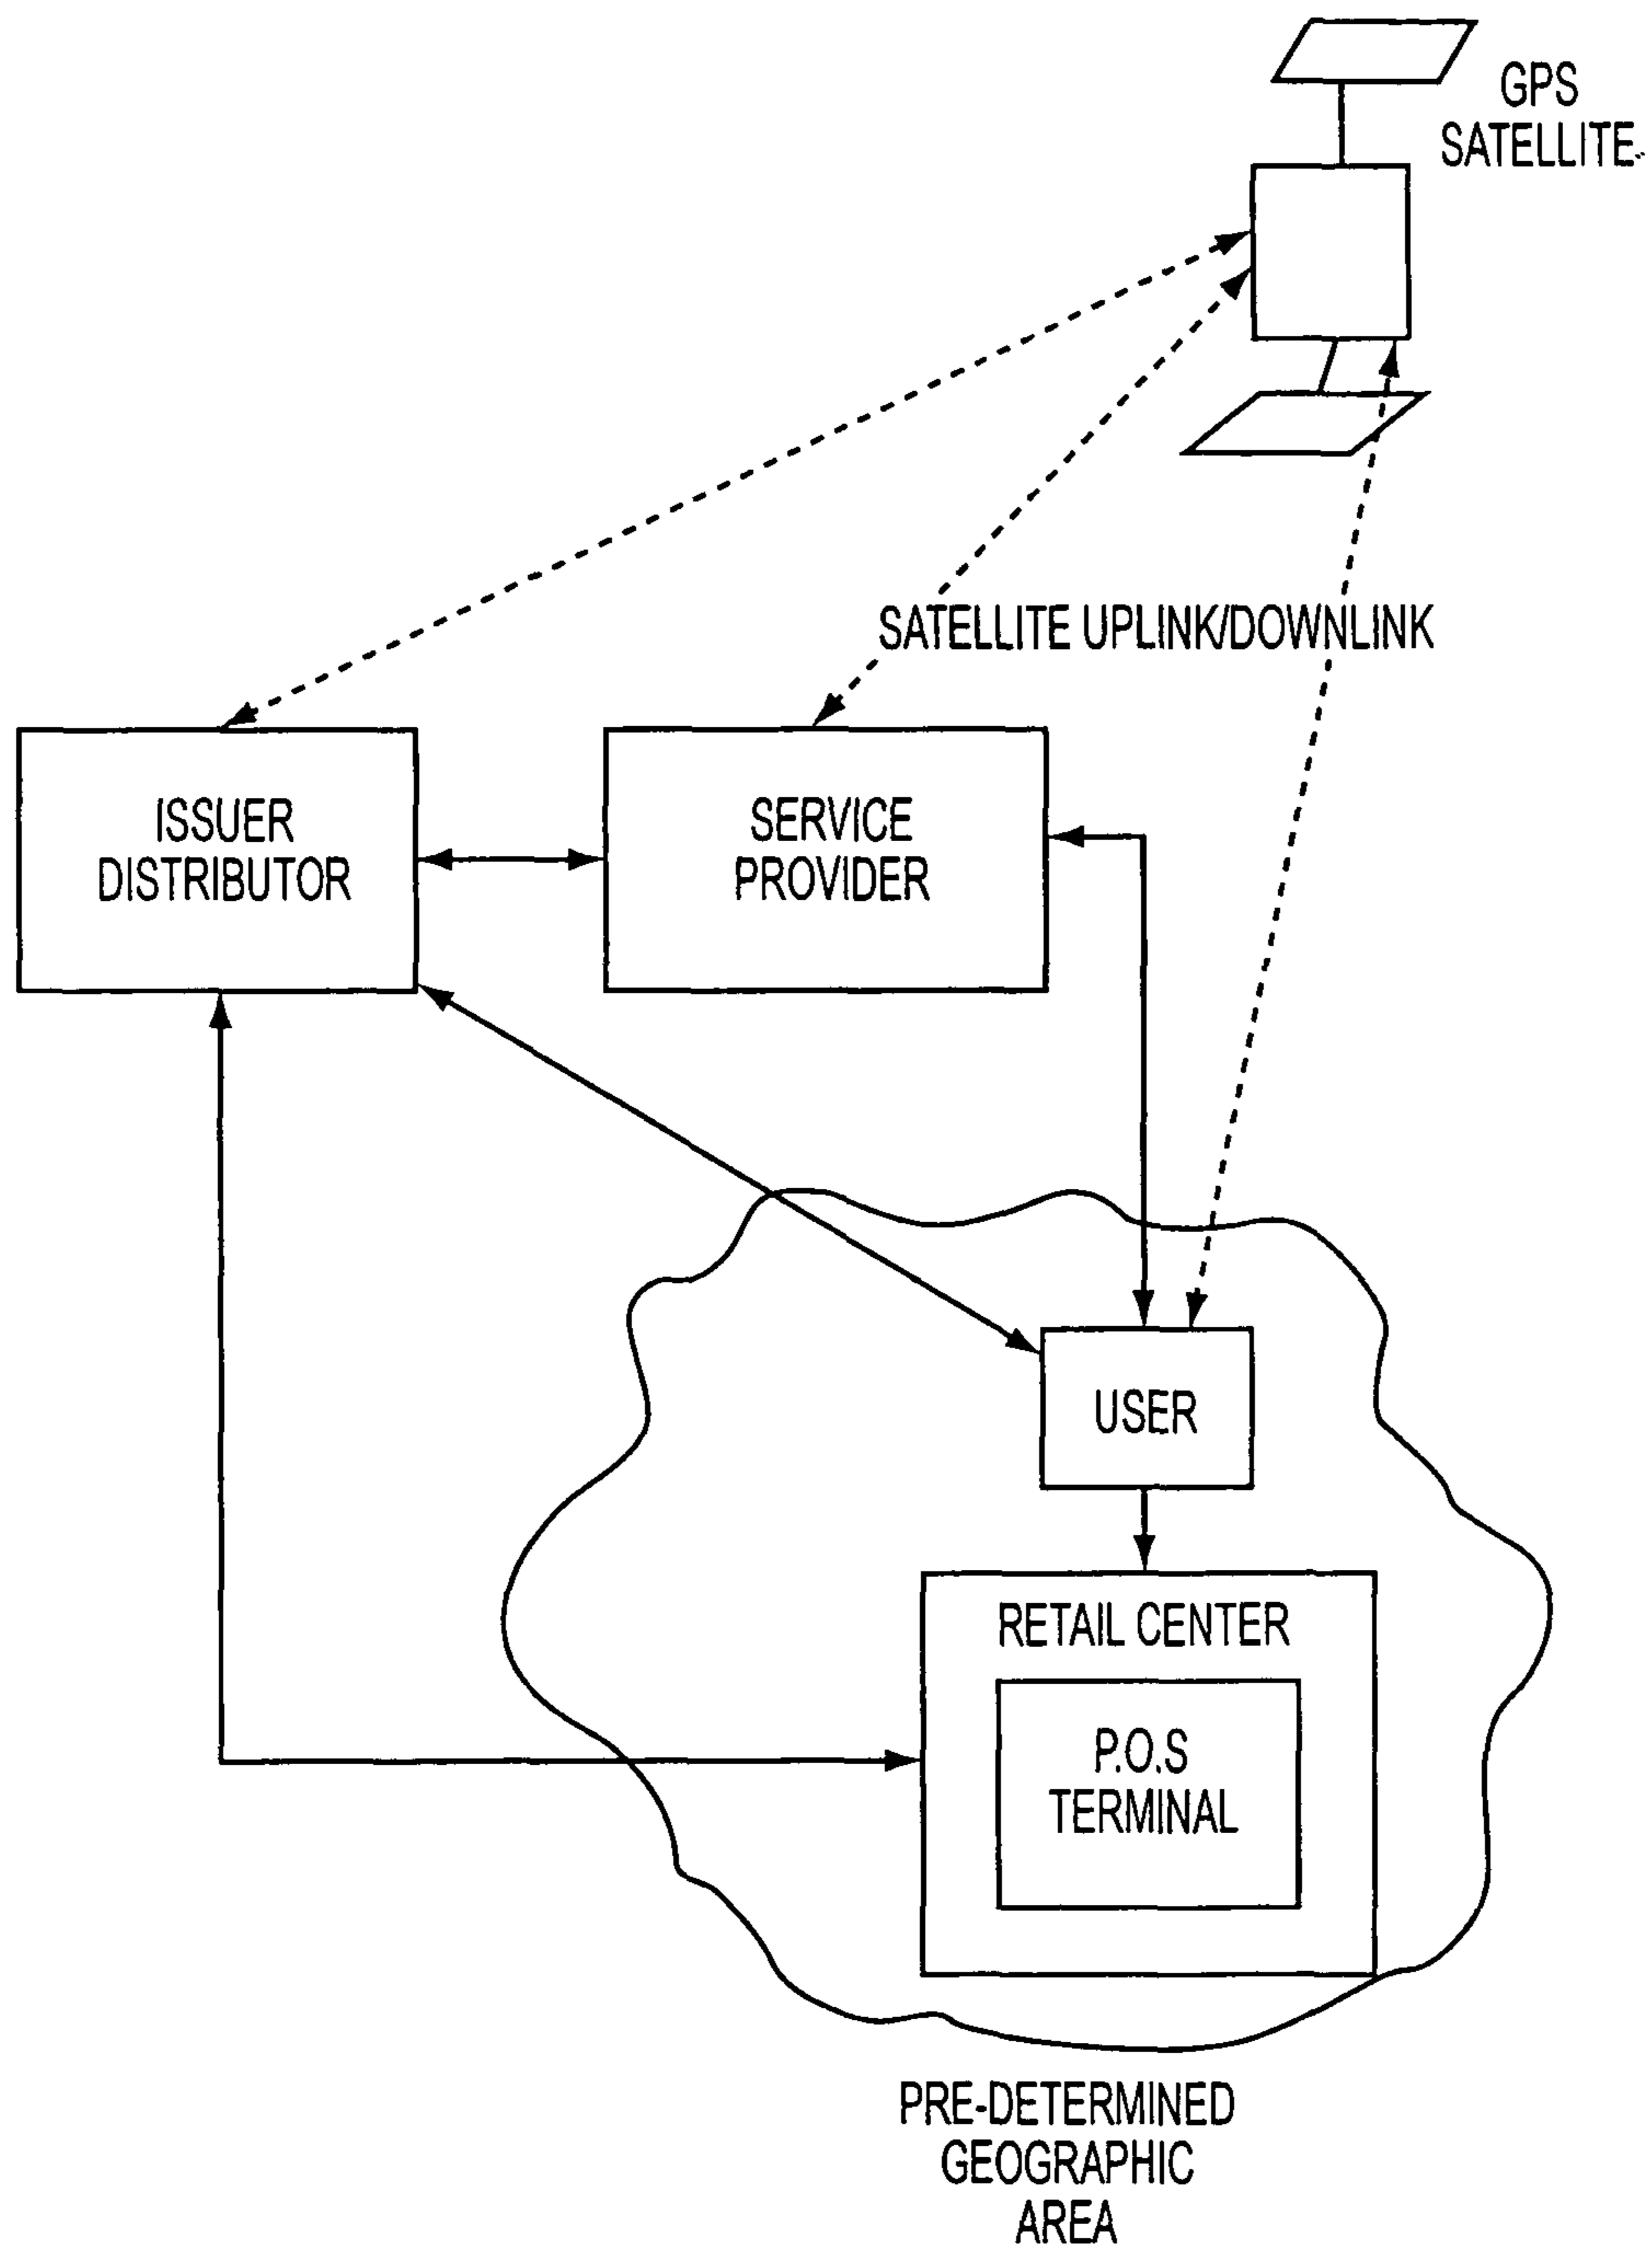 GPS
SATELLITE
SATELLITE UPLINK/DOWNLINK
ISSUER
DISTRIBUTOR
SERVICE
PROVIDER
USER
RETAIL CENTER
P.O.S
TERMINAL
PRE-DETERMINED
GEOGRAPHIC
AREA